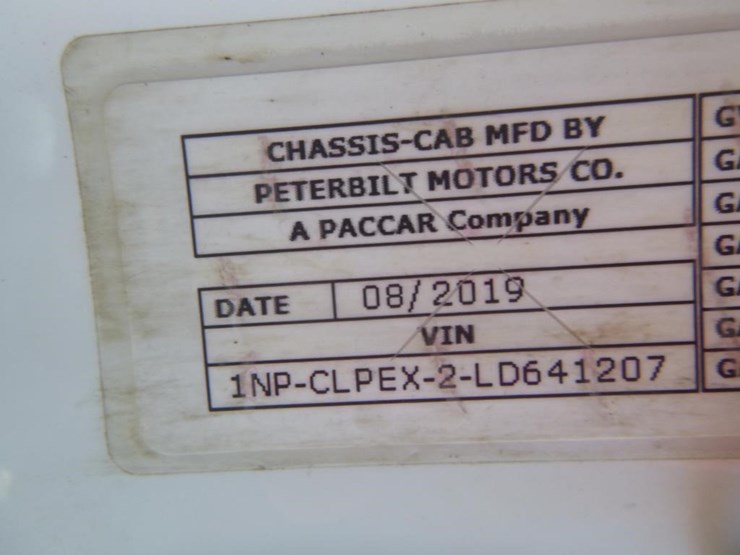 CHASSIS-CAB MFD BY
PETERBILT MOTORS CO.
A PACCAR Company
DATE 08/2019
VIN
1NP-CLPEX-2-LD641207